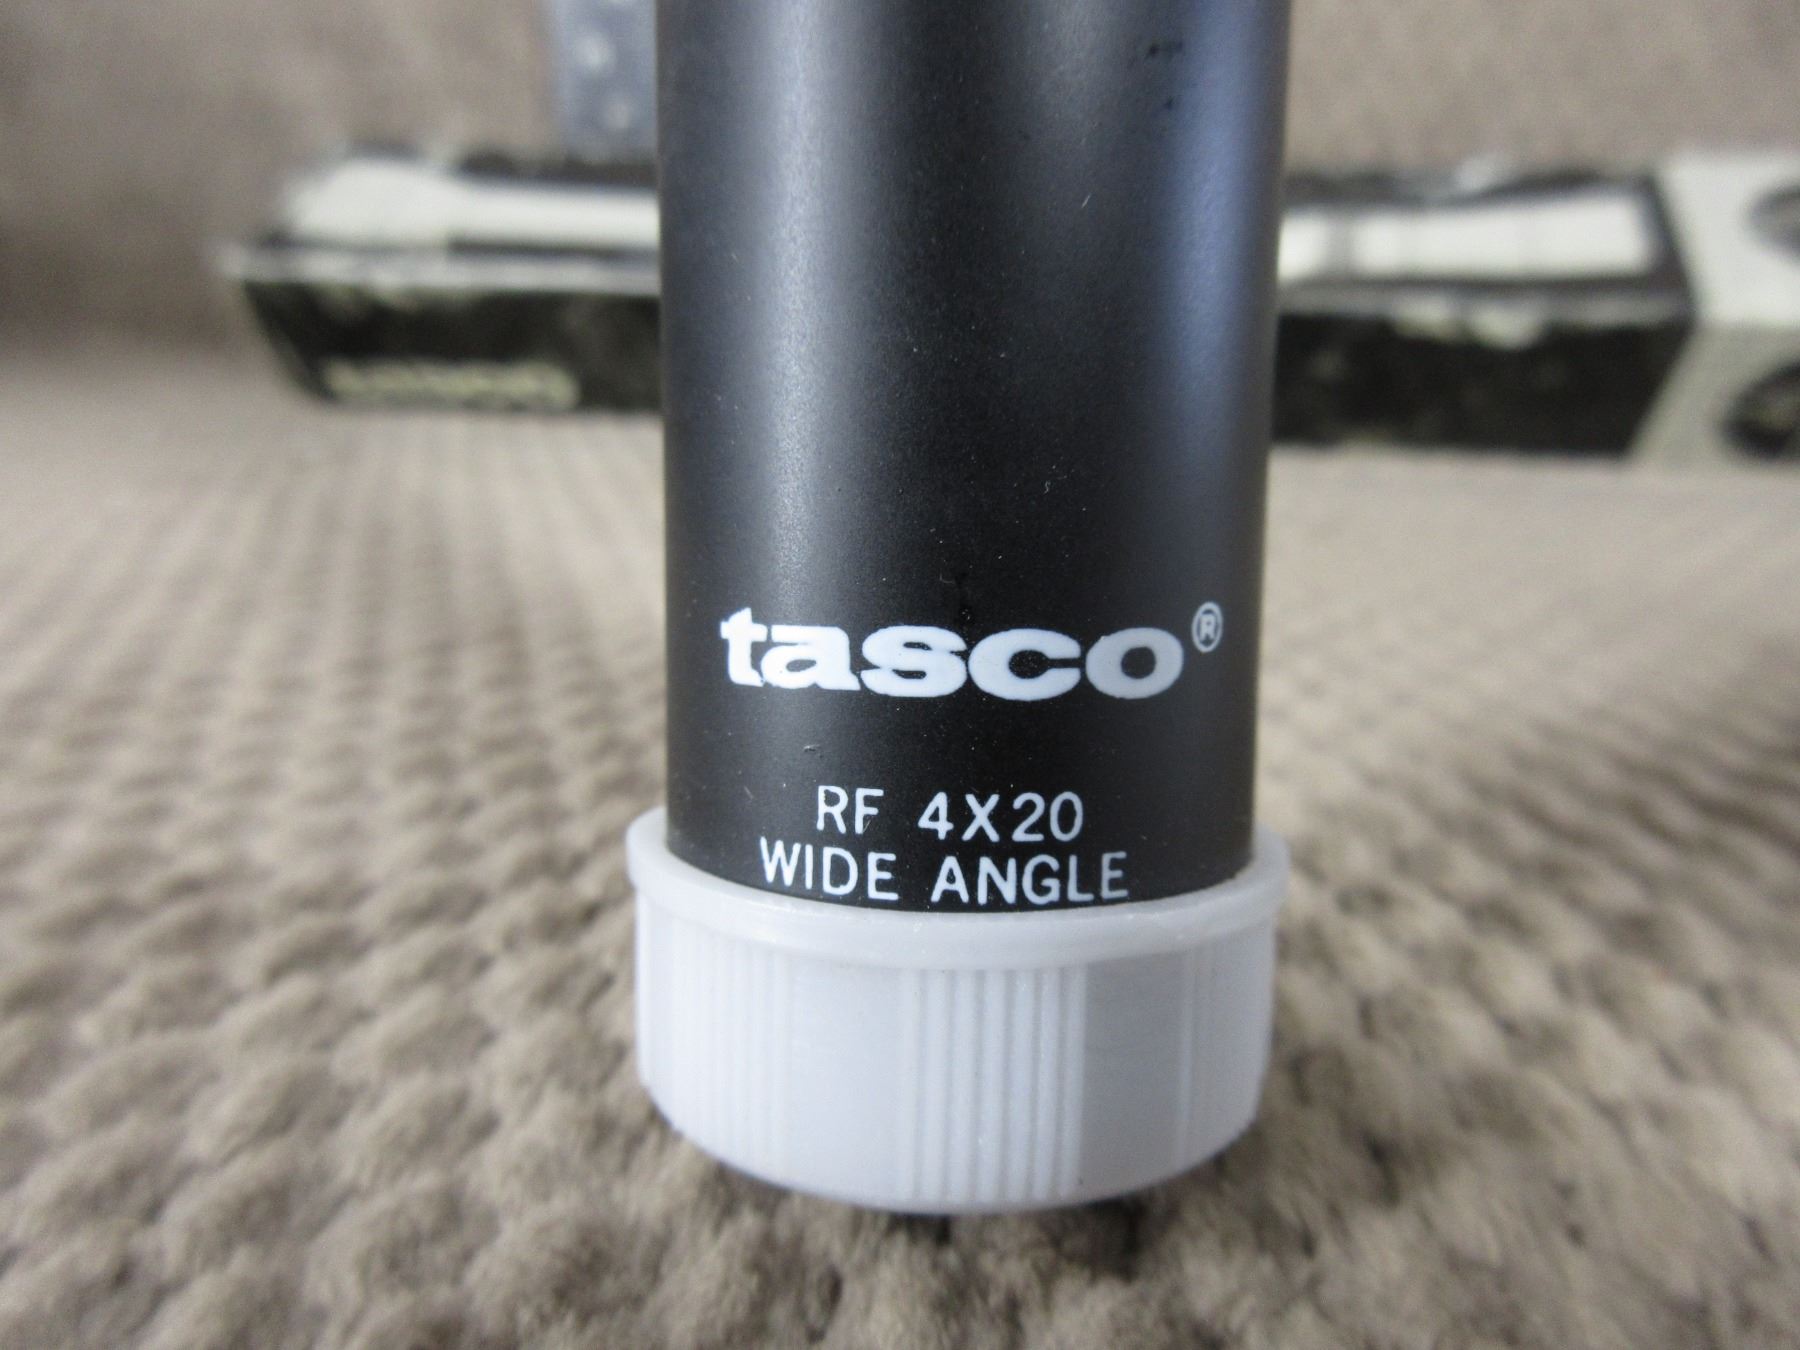 tasco®
RF 4X20
WIDE ANGLE